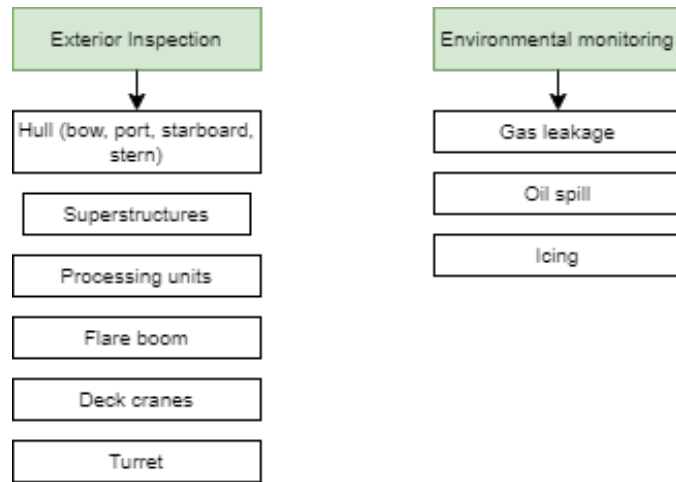 Exterior Inspection
Hull (bow, port, starboard,
stern)
Superstructures
Processing units
Flare boom
Deck cranes
Turret
Environmental monitoring
Gas leakage
Oil spill
Icing